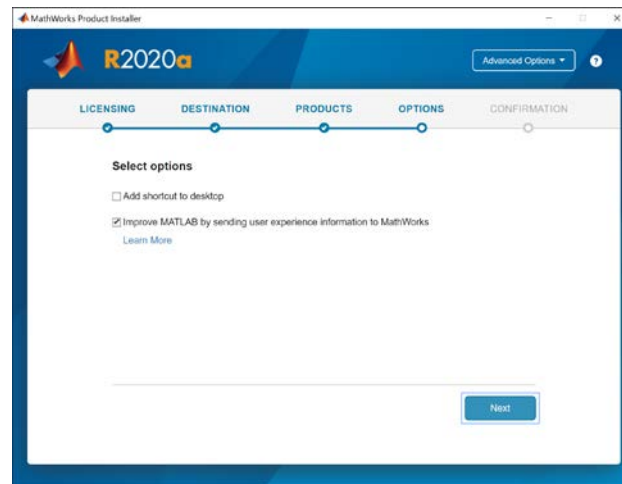 MathWorks Product Installer
R2020a
Advanced Options
?
LICENSING DESTINATION PRODUCTS OPTIONS CONFIRMATION
Select options
Add shortcut to desktop
Improve MATLAB by sending user experience information to MathWorks
Learn More
Next